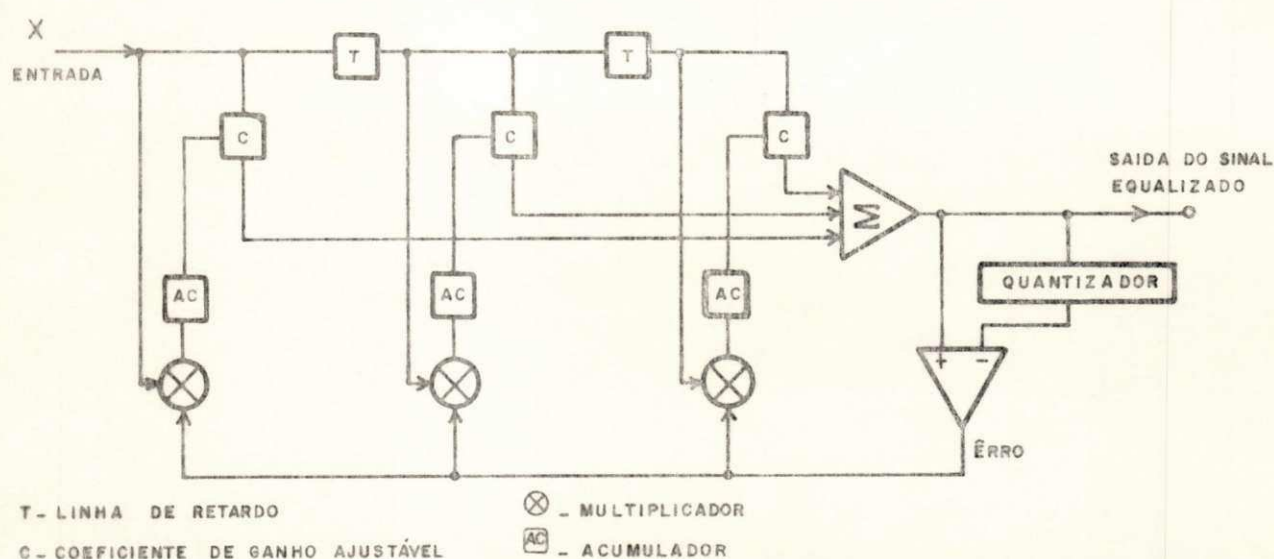 X
ENTRADA
T
T
C
C
C
SAIDA DO SINAL
EQUALIZADO
M
AC
AC
AC
QUANTIZADOR
+ -
ÊRRO
T - LINHA DE RETARDO
⊗ - MULTIPLICADOR
C - COEFICIENTE DE GANHO AJUSTÁVEL
AC - ACUMULADOR